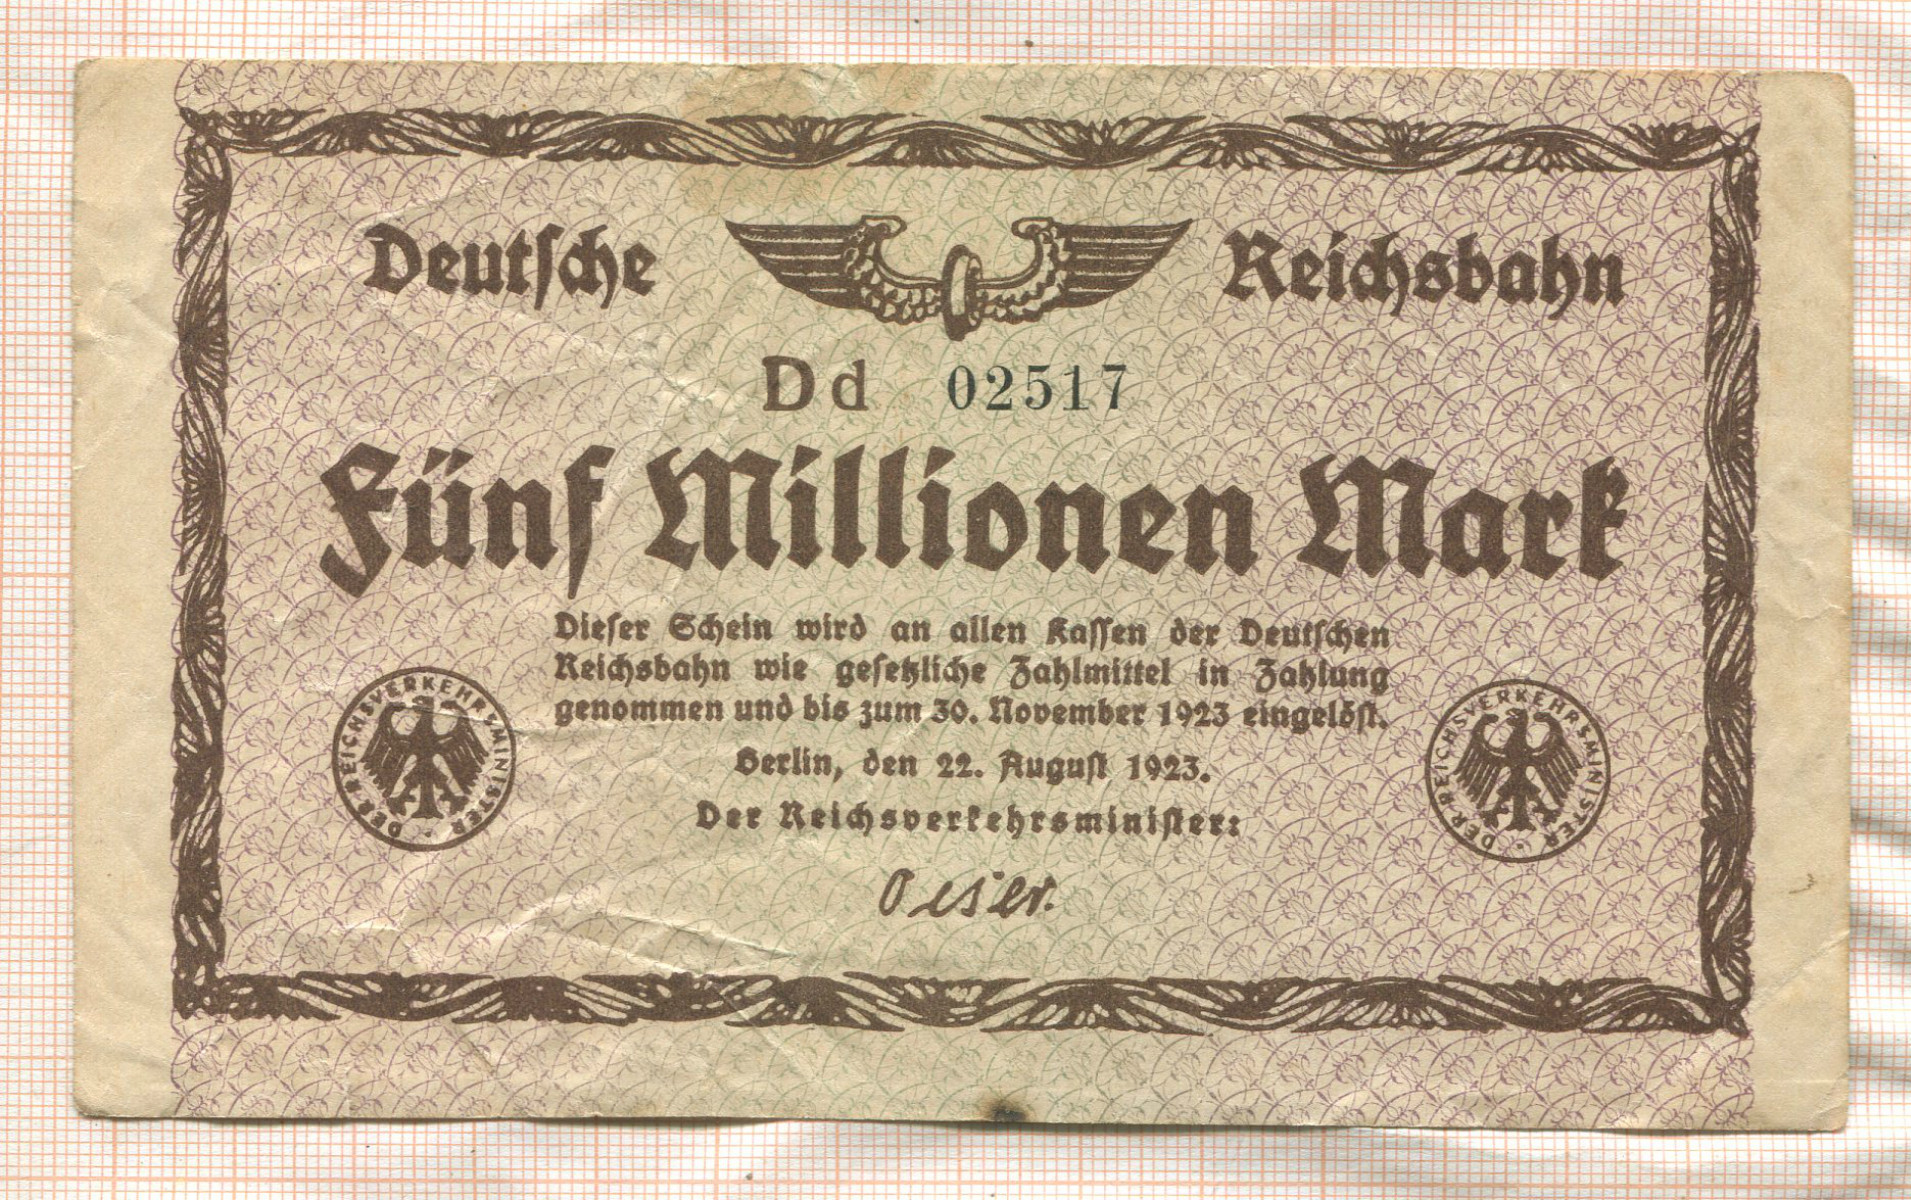 Deutsche Reichsbahn
Dd 02517
Fünf Millionen Mark
Dieser Schein wird an allen Kassen der Deutschen
Reichsbahn wie gesetzliche Zahlmittel in Zahlung
genommen und bis zum 30. November 1923 eingelöst.
Berlin, den 22. August 1923.
Der Reichsverkehrsminister:
Oeser.
DER REICHSVERKEHRSMINISTER
DER REICHSVERKEHRSMINISTER